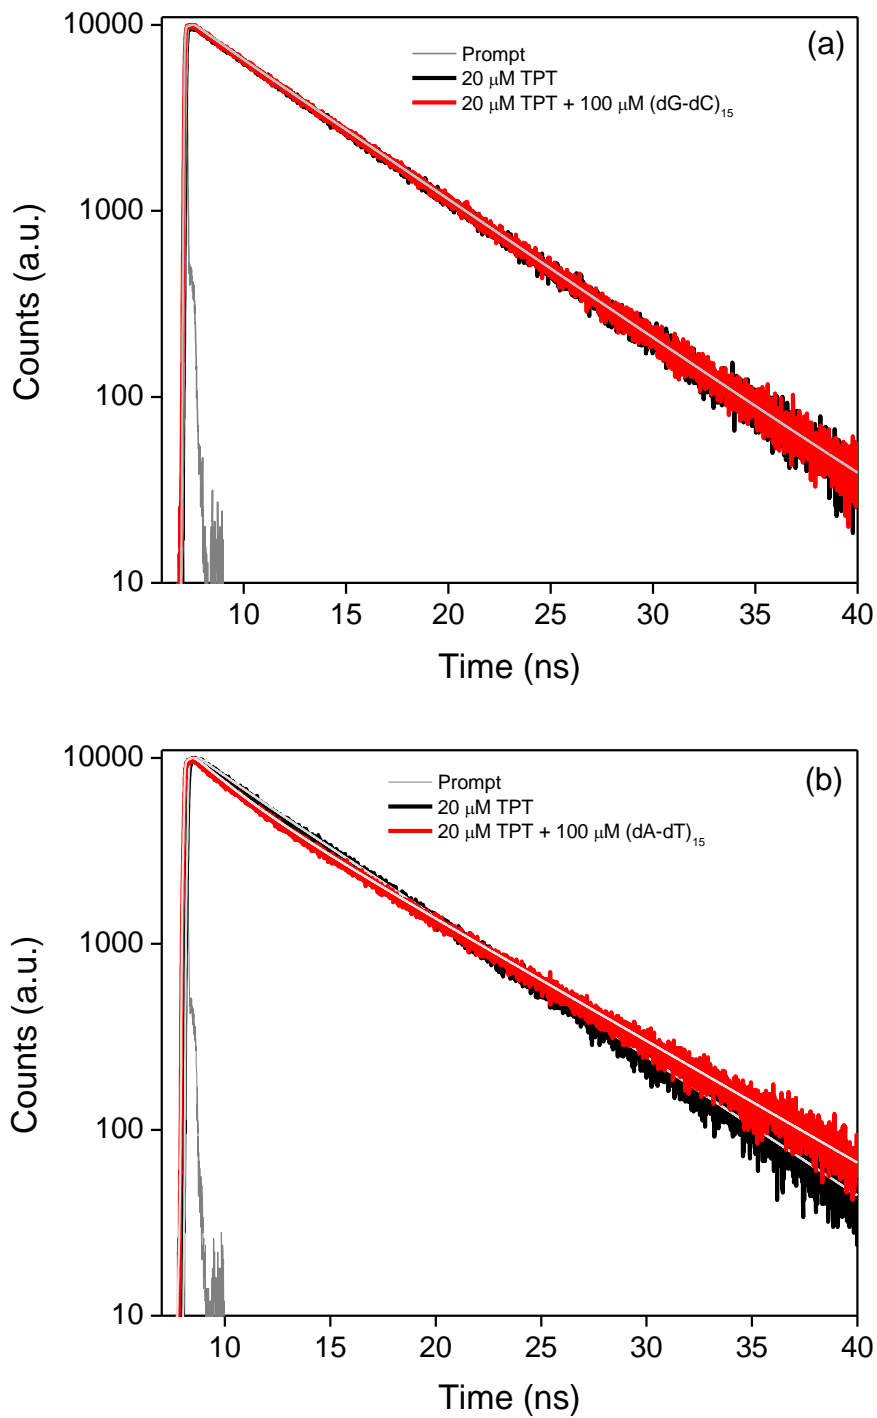 (a)
Prompt
20 μM TPT
20 μM TPT + 100 μM (dG-dC)₁₅
10000
1000
100
10
Counts (a.u.)
10 15 20 25 30 35 40
Time (ns)
(b)
Prompt
20 μM TPT
20 μM TPT + 100 μM (dA-dT)₁₅
10000
1000
100
10
Counts (a.u.)
10 15 20 25 30 35 40
Time (ns)